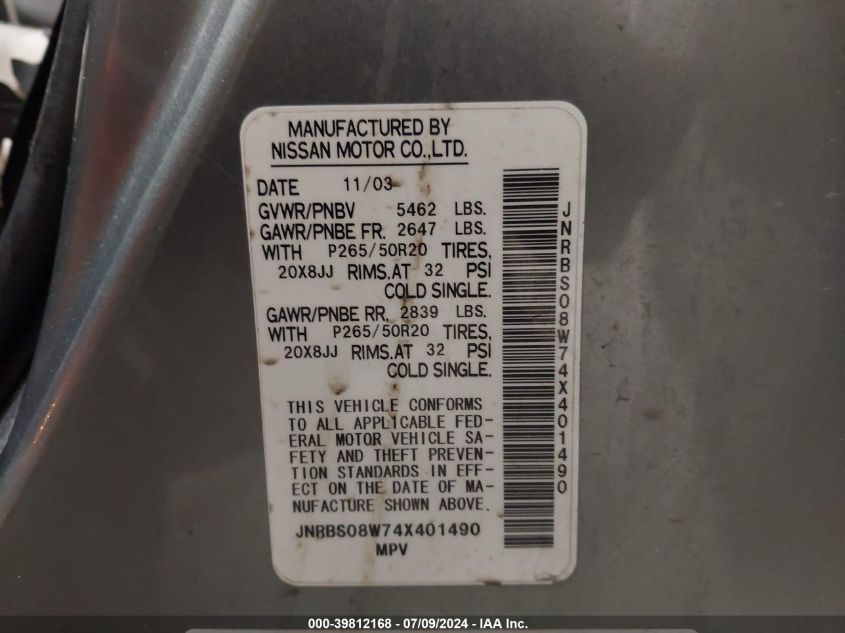 MANUFACTURED BY
NISSAN MOTOR CO.,LTD.
DATE 11/03
GVWR/PNBV 5462 LBS.
GAWR/PNBE FR. 2647 LBS.
WITH P265/50R20 TIRES,
20X8JJ RIMS.AT 32 PSI
COLD SINGLE.
GAWR/PNBE RR. 2839 LBS.
WITH P265/50R20 TIRES,
20X8JJ RIMS.AT 32 PSI
COLD SINGLE.
THIS VEHICLE CONFORMS
TO ALL APPLICABLE FED-
ERAL MOTOR VEHICLE SA-
FETY AND THEFT PREVEN-
TION STANDARDS IN EFF-
ECT ON THE DATE OF MA-
NUFACTURE SHOWN ABOVE.
JNRBS08W74X401490
MPV
JNRBS08W74X401490
000-39812168 - 07/09/2024 - IAA Inc.